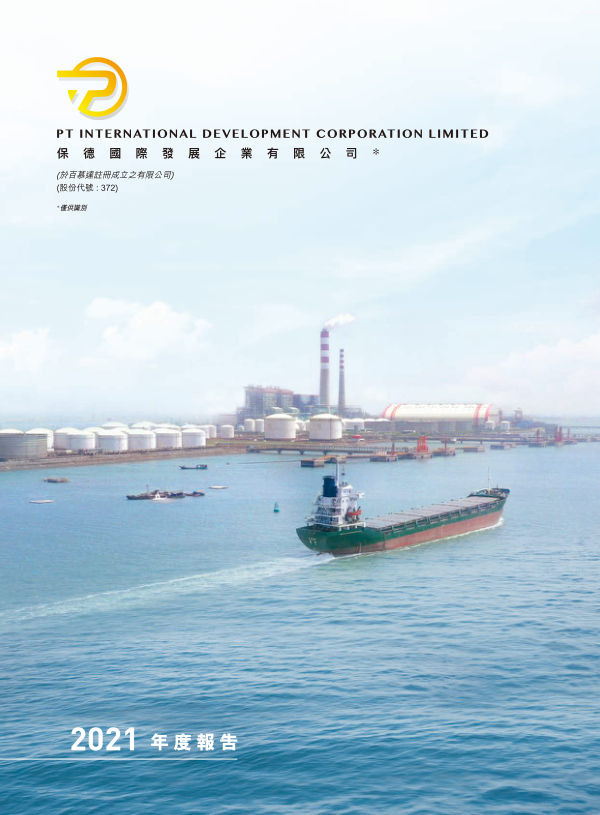 PT INTERNATIONAL DEVELOPMENT CORPORATION LIMITED
保德國際發展企業有限公司*
(於百慕達註冊成立之有限公司)
(股份代號 : 372)
*僅供識別
2021 年度報告